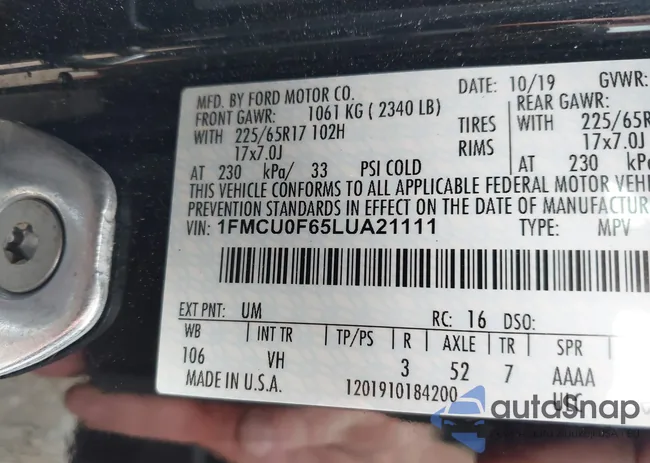 MFD. BY FORD MOTOR CO. DATE: 10/19 GVWR:
FRONT GAWR: 1061 KG ( 2340 LB) REAR GAWR:
WITH 225/65R17 102H TIRES WITH 225/65R
17x7.0J RIMS 17x7.0J
AT 230 kPa/ 33 PSI COLD AT 230 kPa/
THIS VEHICLE CONFORMS TO ALL APPLICABLE FEDERAL MOTOR VEH
PREVENTION STANDARDS IN EFFECT ON THE DATE OF MANUFACTUR
VIN: 1FMCU0F65LUA21111 TYPE: MPV
EXT PNT: UM RC: 16 DSO:
WB INT TR TP/PS R AXLE TR SPR
106 VH 3 52 7 AAAA
MADE IN U.S.A. 1201910184200 USC
autosnap